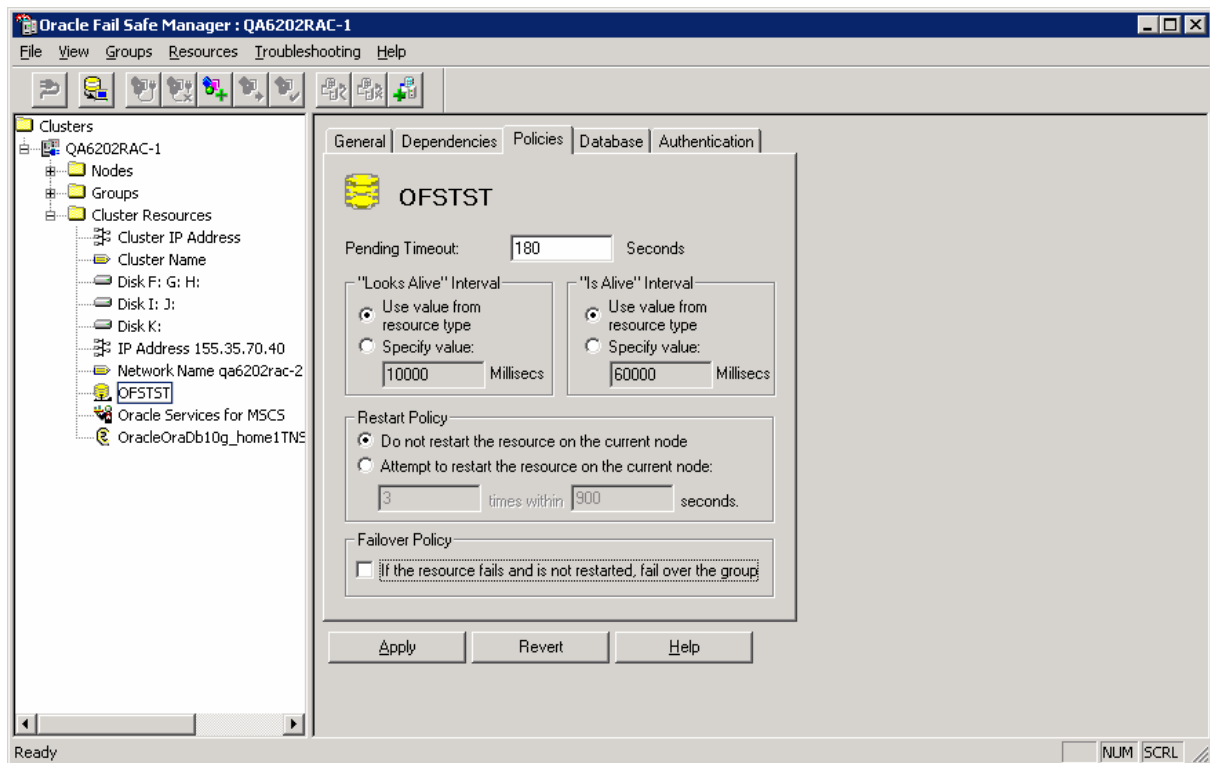 Oracle Fail Safe Manager : QA6202RAC-1
File View Groups Resources Troubleshooting Help
Clusters
QA6202RAC-1
Nodes
Groups
Cluster Resources
Cluster IP Address
Cluster Name
Disk F: G: H:
Disk I: J:
Disk K:
IP Address 155.35.70.40
Network Name qa6202rac-2
OFSTST
Oracle Services for MSCS
OracleOraDb10g_home1TNS
General Dependencies Policies Database Authentication
OFSTST
Pending Timeout: 180 Seconds
"Looks Alive" Interval
Use value from
resource type
Specify value:
10000 Millisecs
"Is Alive" Interval
Use value from
resource type
Specify value:
60000 Millisecs
Restart Policy
Do not restart the resource on the current node
Attempt to restart the resource on the current node:
3 times within 900 seconds.
Failover Policy
If the resource fails and is not restarted, fail over the group
Apply Revert Help
Ready NUM SCRL